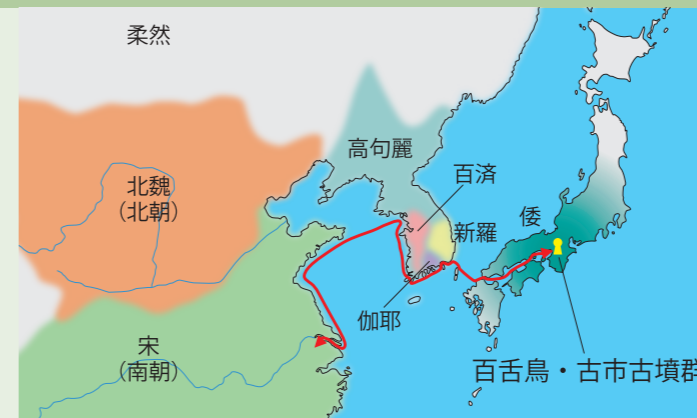 柔然
高句麗
百済
北魏
（北朝）
新羅
倭
伽耶
宋
（南朝）
百舌鳥・古市古墳群